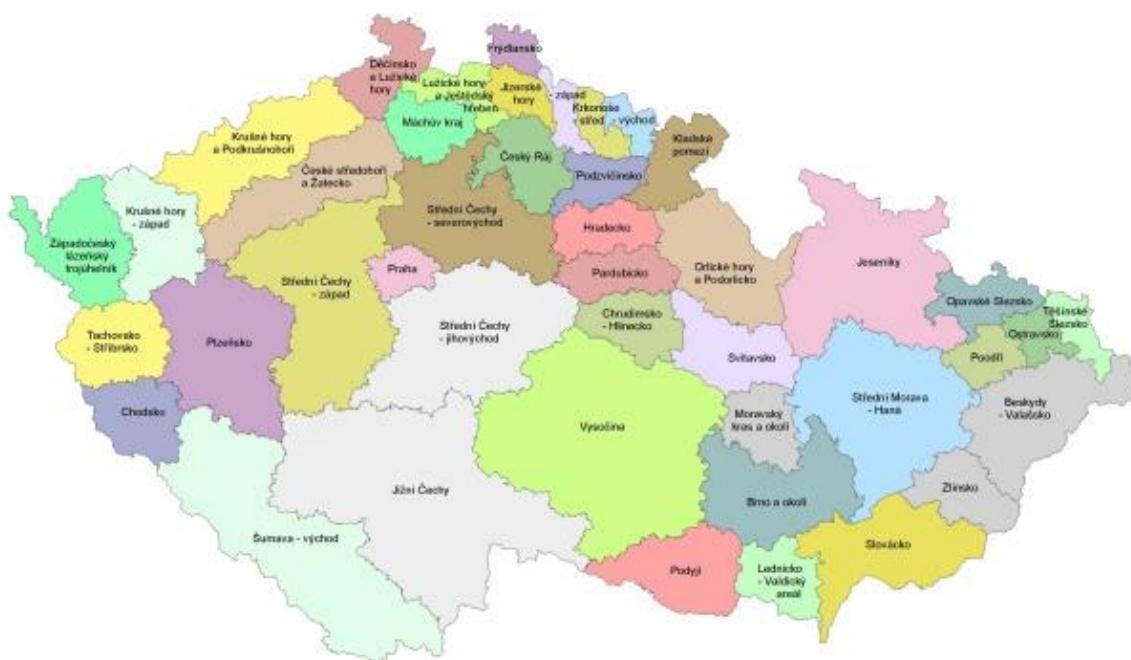 Frýdlansko
Děčínsko
a Lužické
hory
Lužické hory
a Ještědský
hřeben
Jizerské
hory
- západ
Krkonoše
- střed
- východ
Krušné hory
a Podkrušnohoří
Máchův kraj
Kladské
pomezí
Český Ráj
České středohoří
a Žatecko
Podzvičinsko
Krušné hory
- západ
Střední Čechy
- severovýchod
Západočeský
lázeňský
trojúhelník
Hradecko
Praha
Pardubicko
Orlické hory
a Podorlicko
Jeseníky
Střední Čechy
- západ
Opavské Slezsko
Těšínské
Slezsko
Ostravsko
Chrudimsko
- Hlinecko
Střední Čechy
- jihovýchod
Tachovsko
- Stříbrsko
Plzeňsko
Svitavsko
Poodří
Střední Morava
- Haná
Beskydy
- Valašsko
Chodsko
Moravský
kras a okolí
Vysočina
Jižní Čechy
Zlínsko
Brno a okolí
Šumava - východ
Slovácko
Podyjí
Lednicko
- Valdický
areál